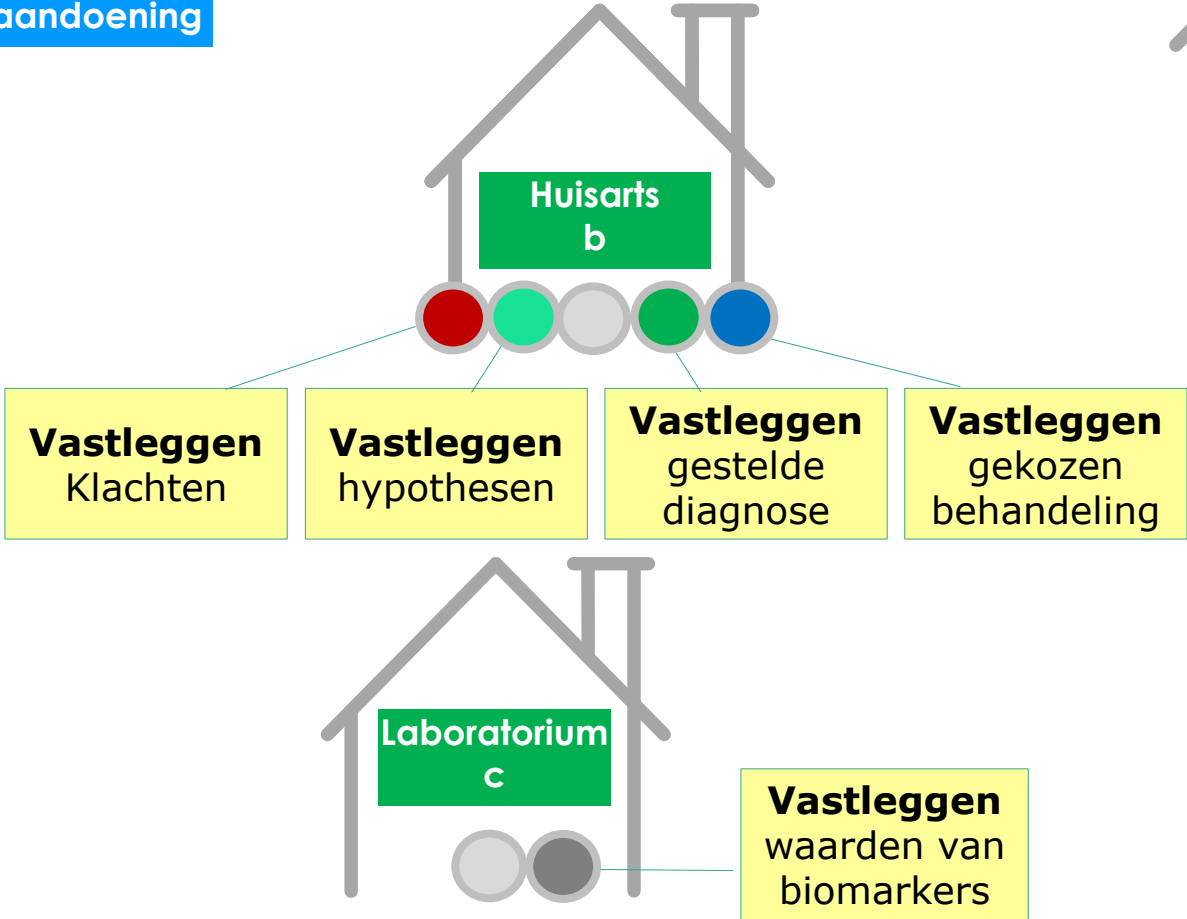 aandoening
Huisarts
b
Vastleggen
Klachten
Vastleggen
hypothesen
Vastleggen
gestelde
diagnose
Vastleggen
gekozen
behandeling
Laboratorium
c
Vastleggen
waarden van
biomarkers